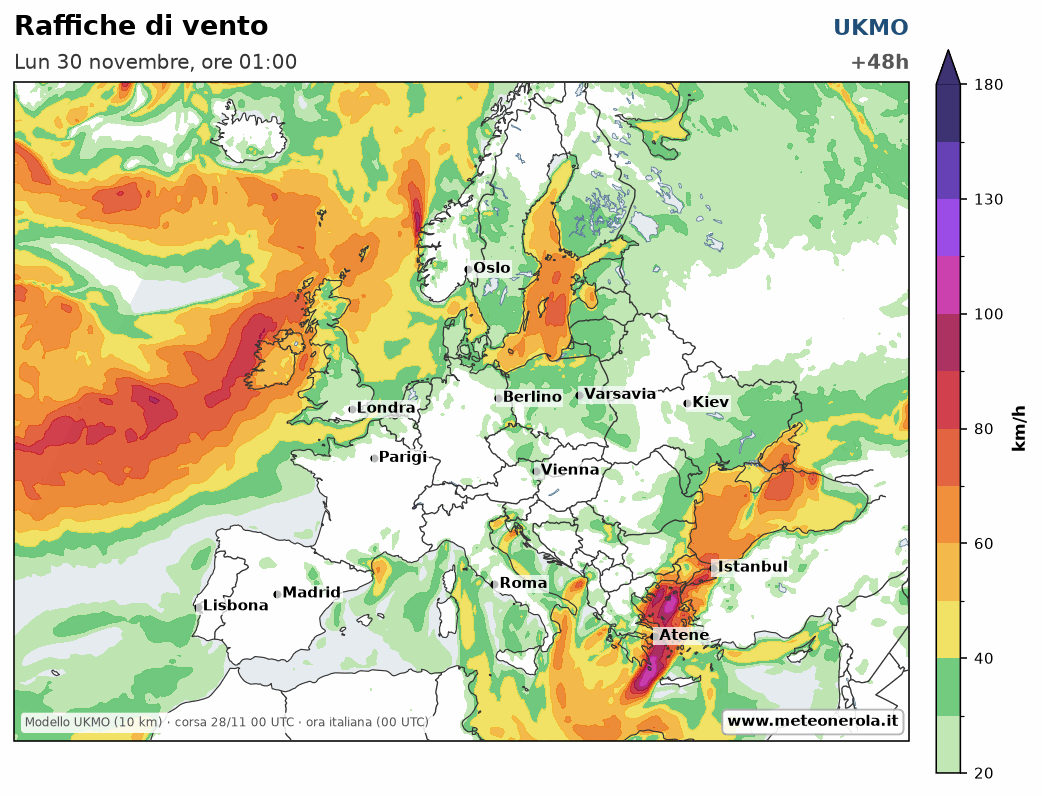 Raffiche di vento
UKMO
Lun 30 novembre, ore 01:00
+48h
180
130
100
80
60
40
20
km/h
Oslo
Berlino
Varsavia
Kiev
Londra
Parigi
Vienna
Istanbul
Roma
Madrid
Lisbona
Atene
Modello UKMO (10 km) · corsa 28/11 00 UTC · ora italiana (00 UTC)
www.meteonerola.it